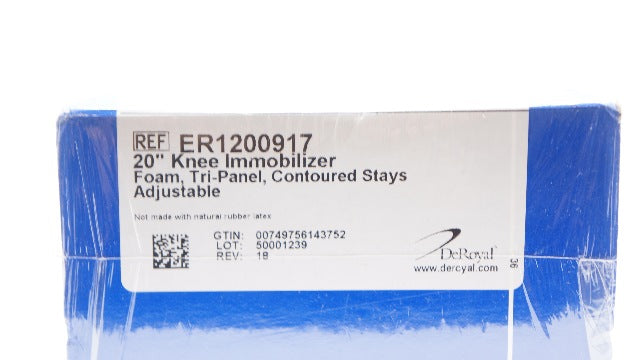 REF ER1200917
20" Knee Immobilizer
Foam, Tri-Panel, Contoured Stays
Adjustable
Not made with natural rubber latex
GTIN: 00749756143752
LOT: 50001239
REV: 18
DeRoyal
www.deroyal.com
36